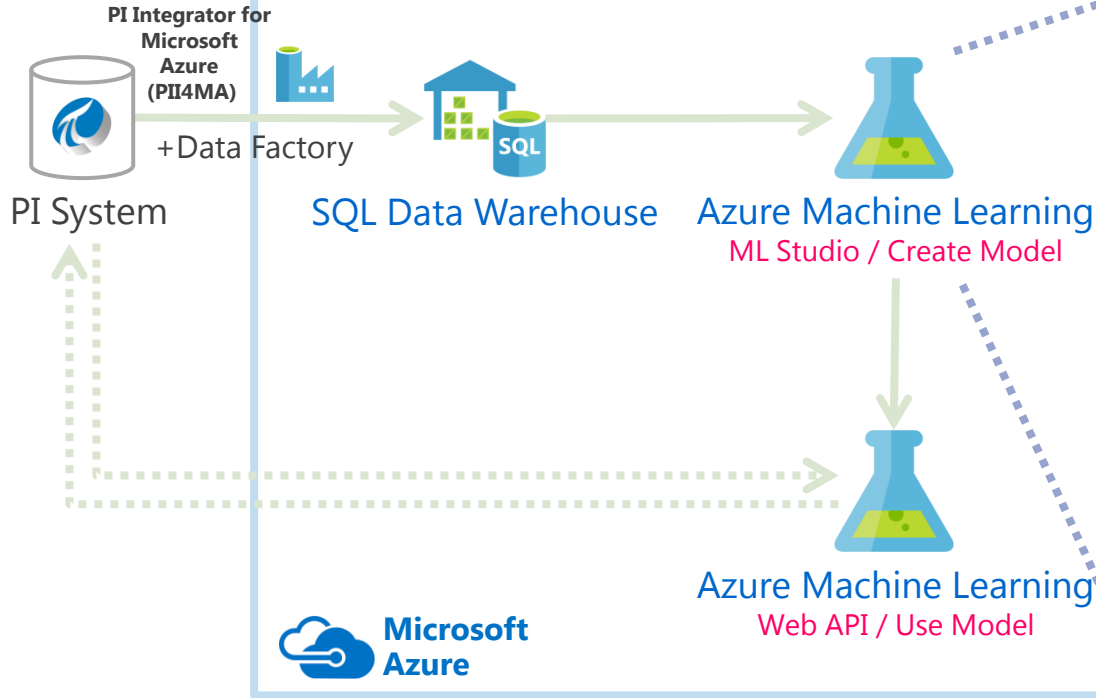 PI Integrator for
Microsoft
Azure
(PII4MA)
+Data Factory
SQL
PI System
SQL Data Warehouse
Azure Machine Learning
ML Studio / Create Model
Azure Machine Learning
Web API / Use Model
Microsoft
Azure